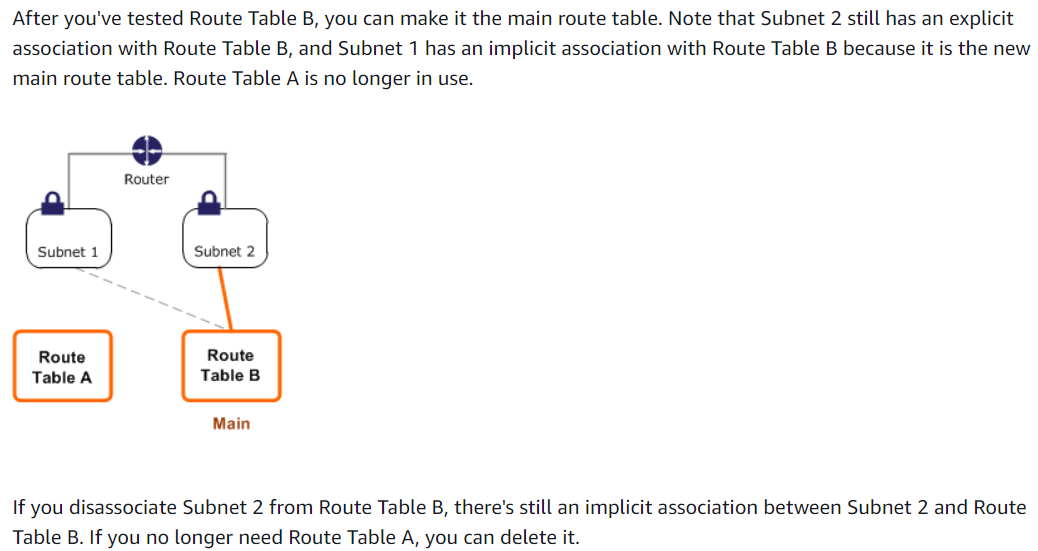 After you've tested Route Table B, you can make it the main route table. Note that Subnet 2 still has an explicit
association with Route Table B, and Subnet 1 has an implicit association with Route Table B because it is the new
main route table. Route Table A is no longer in use.
Router
Subnet 1
Subnet 2
Route
Table A
Route
Table B
Main
If you disassociate Subnet 2 from Route Table B, there's still an implicit association between Subnet 2 and Route
Table B. If you no longer need Route Table A, you can delete it.